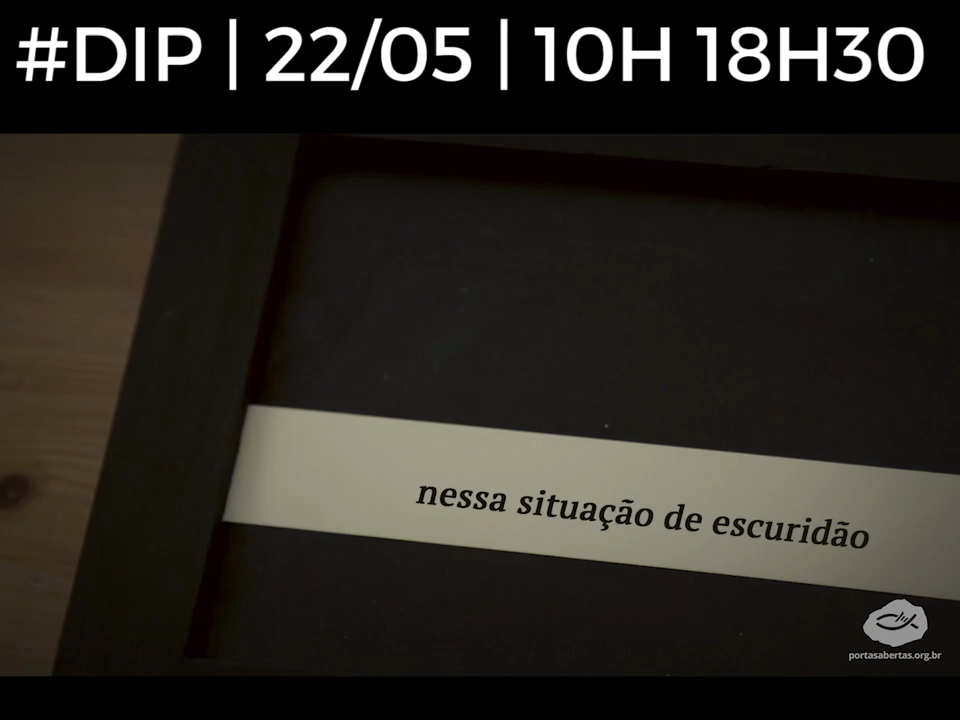 #DIP | 22/05 | 10H 18H30
nessa situação de escuridão
portasabertas.org.br